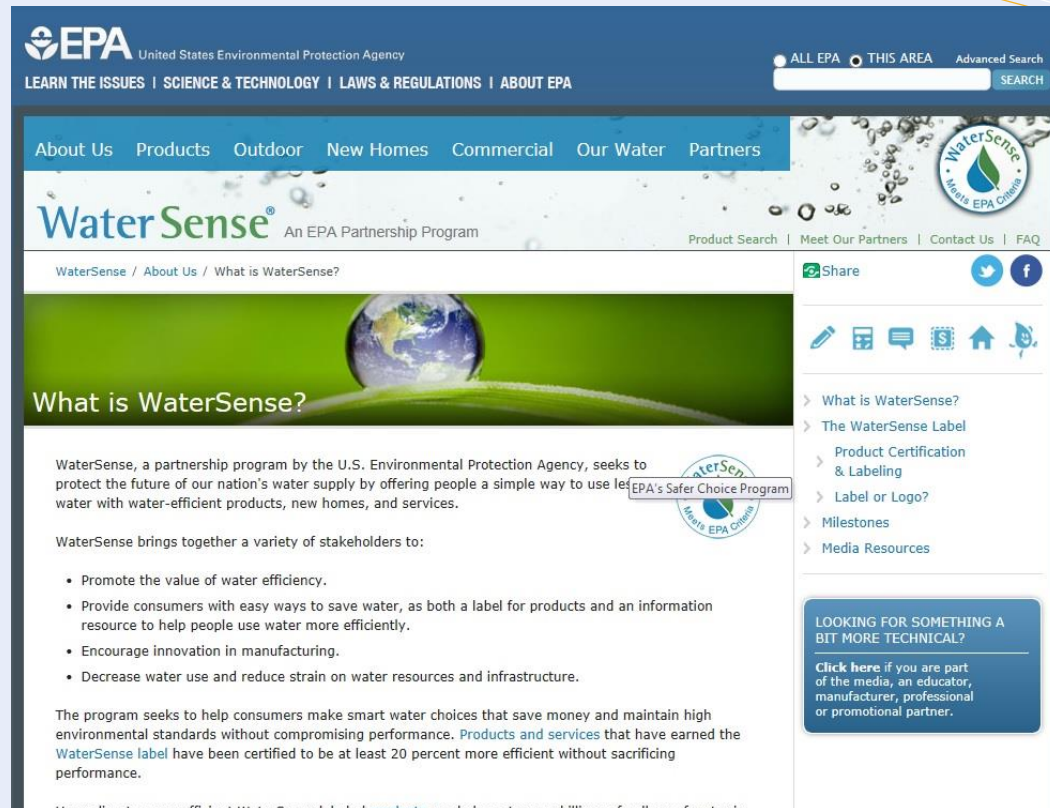 EPA United States Environmental Protection Agency
ALL EPA THIS AREA Advanced Search
LEARN THE ISSUES | SCIENCE & TECHNOLOGY | LAWS & REGULATIONS | ABOUT EPA
SEARCH
About Us Products Outdoor New Homes Commercial Our Water Partners
WaterSense
Meets EPA Criteria
WaterSense® An EPA Partnership Program
Product Search | Meet Our Partners | Contact Us | FAQ
WaterSense / About Us / What is WaterSense?
Share
What is WaterSense?
WaterSense, a partnership program by the U.S. Environmental Protection Agency, seeks to
protect the future of our nation's water supply by offering people a simple way to use
water with water-efficient products, new homes, and services.
EPA's Safer Choice Program
Meets EPA Criteria
WaterSense brings together a variety of stakeholders to:
• Promote the value of water efficiency.
• Provide consumers with easy ways to save water, as both a label for products and an information
resource to help people use water more efficiently.
• Encourage innovation in manufacturing.
• Decrease water use and reduce strain on water resources and infrastructure.
The program seeks to help consumers make smart water choices that save money and maintain high
environmental standards without compromising performance. Products and services that have earned the
WaterSense label have been certified to be at least 20 percent more efficient without sacrificing
performance.
What is WaterSense?
The WaterSense Label
Product Certification
& Labeling
Label or Logo?
Milestones
Media Resources
LOOKING FOR SOMETHING A
BIT MORE TECHNICAL?
Click here if you are part
of the media, an educator,
manufacturer, professional
or promotional partner.